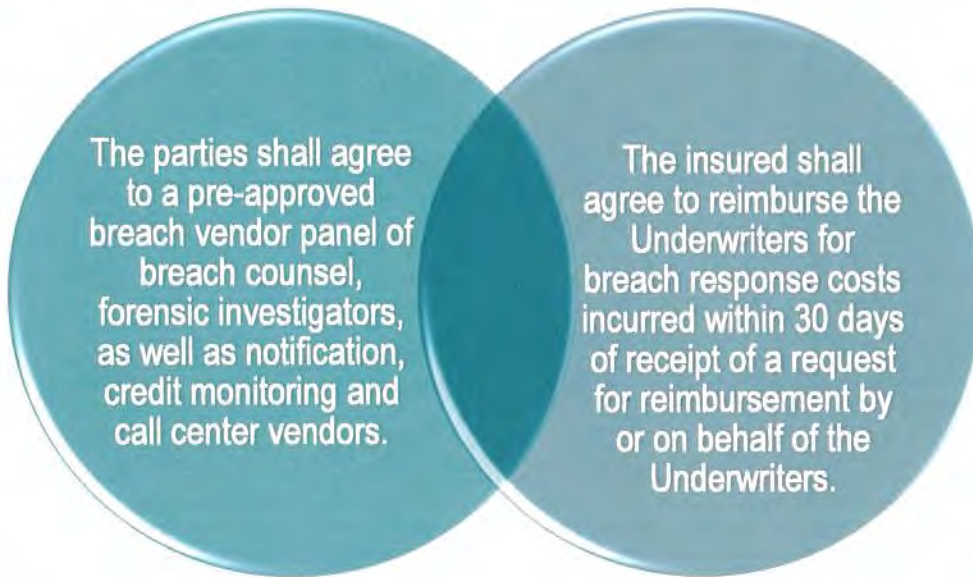 The parties shall agree
to a pre-approved
breach vendor panel of
breach counsel,
forensic investigators,
as well as notification,
credit monitoring and
call center vendors.
The insured shall
agree to reimburse the
Underwriters for
breach response costs
incurred within 30 days
of receipt of a request
for reimbursement by
or on behalf of the
Underwriters.